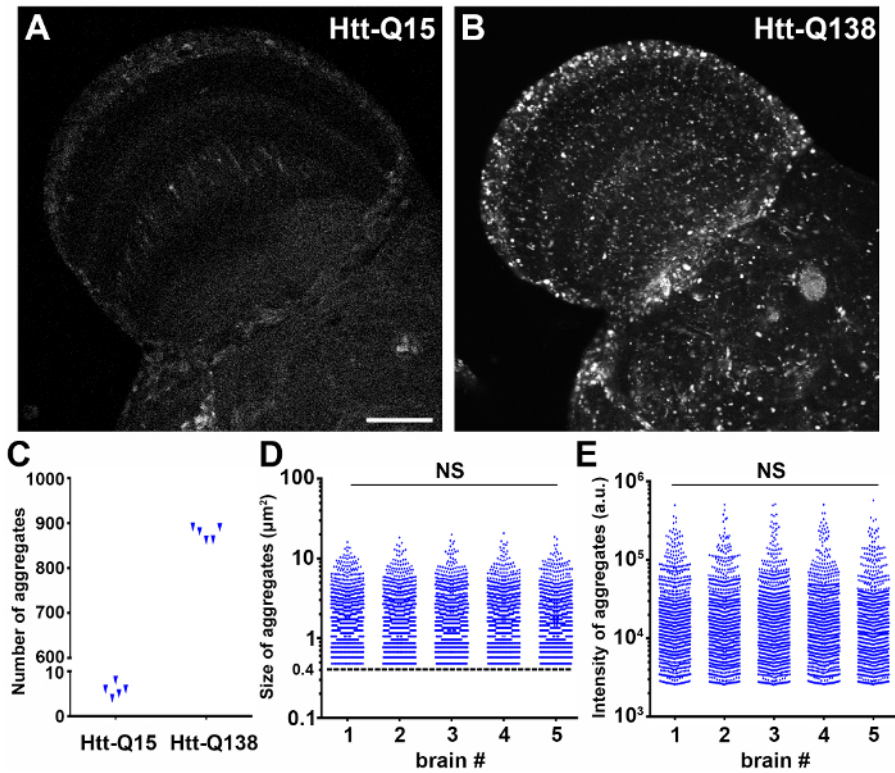 A Htt-Q15
B Htt-Q138
C
Number of aggregates
1000
900
800
700
600
10
0
Htt-Q15 Htt-Q138
D
NS
Size of aggregates (µm²)
100
10
1
0.4
0.1
1 2 3 4 5
brain #
E
NS
Intensity of aggregates (a.u.)
10⁶
10⁵
10⁴
10³
1 2 3 4 5
brain #